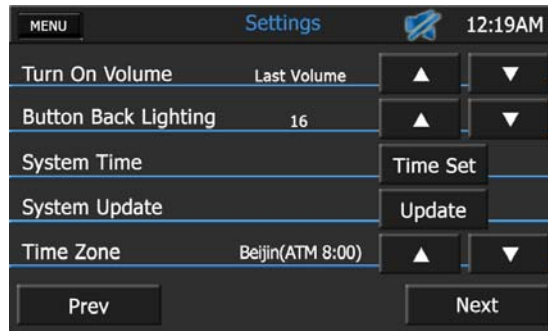 MENU Settings 12:19AM
Turn On Volume Last Volume
Button Back Lighting 16
System Time Time Set
System Update Update
Time Zone Beijin(ATM 8:00)
Prev Next